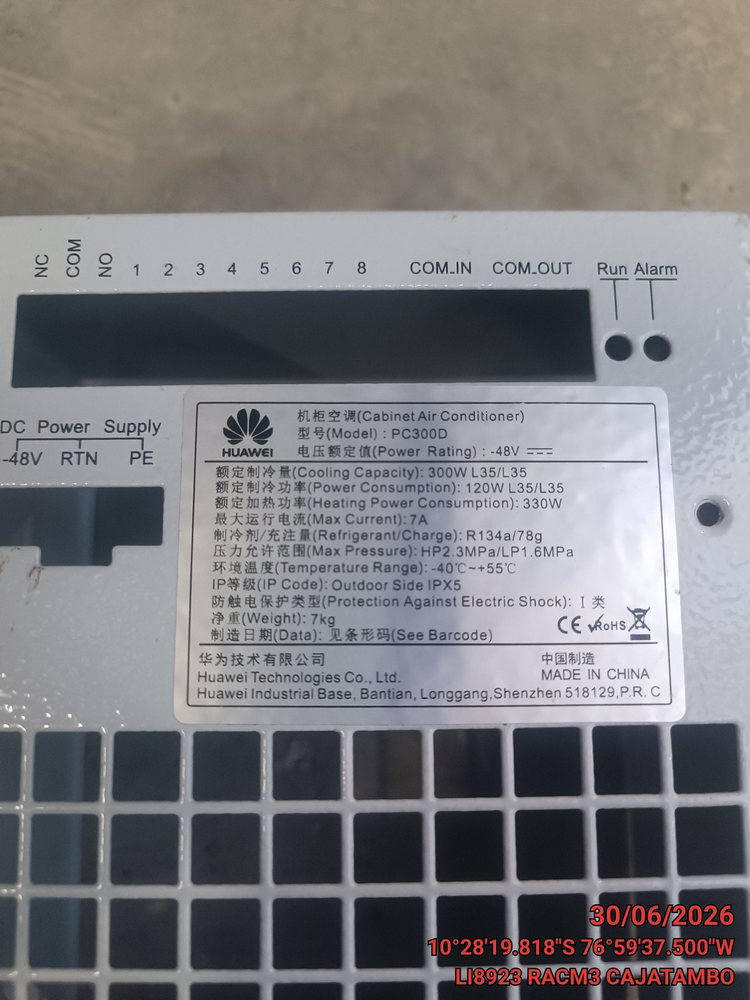 NC COM NO 1 2 3 4 5 6 7 8 COM_IN COM_OUT Run Alarm
DC Power Supply
-48V RTN PE
HUAWEI
机柜空调(Cabinet Air Conditioner)
型号(Model) : PC300D
电压额定值(Power Rating) : -48V
额定制冷量(Cooling Capacity): 300W L35/L35
额定制冷功率(Power Consumption): 120W L35/L35
额定加热功率(Heating Power Consumption): 330W
最大运行电流(Max Current): 7A
制冷剂/充注量(Refrigerant/Charge): R134a/78g
压力允许范围(Max Pressure): HP2.3MPa/LP1.6MPa
环境温度(Temperature Range): -40℃~+55℃
IP等级(IP Code): Outdoor Side IPX5
防触电保护类型(Protection Against Electric Shock): I 类
净重(Weight): 7kg
制造日期(Data): 见条形码(See Barcode)
CE RoHS
华为技术有限公司
Huawei Technologies Co., Ltd.
中国制造
MADE IN CHINA
Huawei Industrial Base, Bantian, Longgang,Shenzhen 518129,P.R. C
30/06/2026
10°28'19.818"S 76°59'37.500"W
LI8923 RACM3 CAJATAMBO